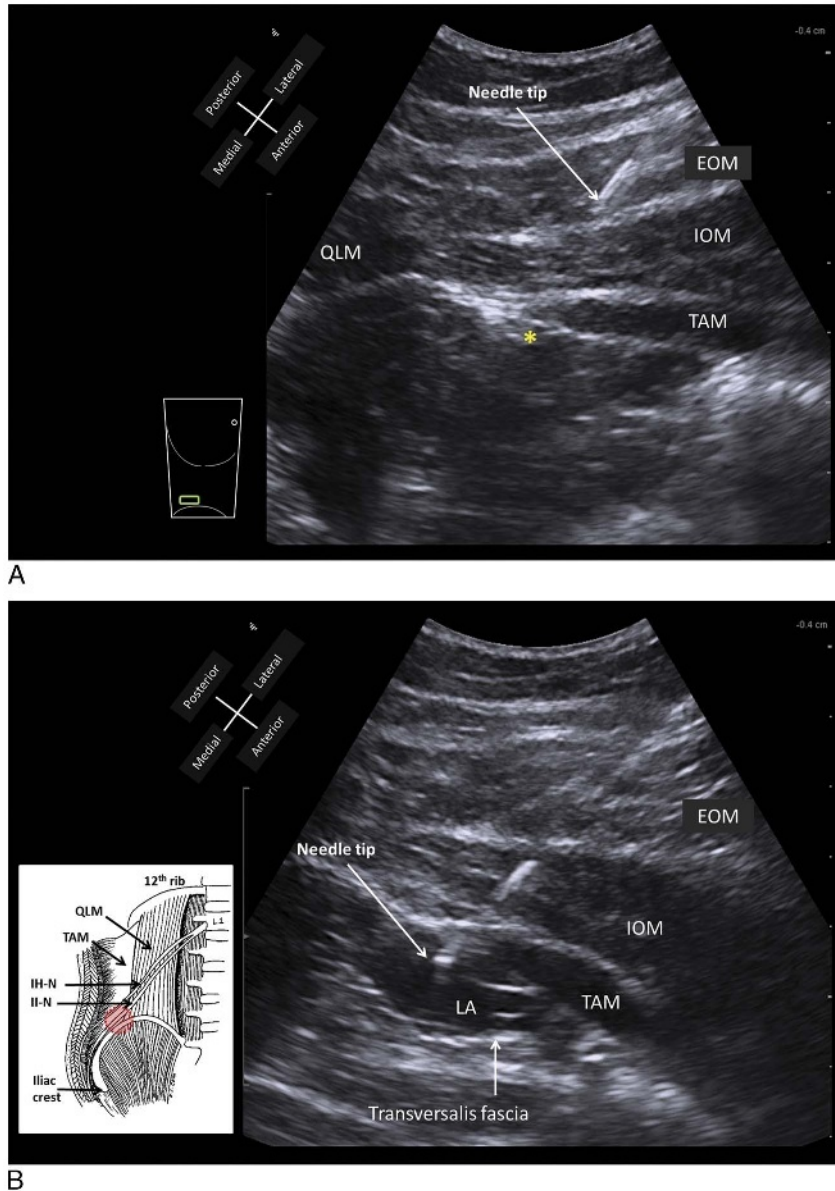 -0.4 cm
Posterior
Lateral
Medial
Anterior
Needle tip
EOM
IOM
QLM
TAM
*
A
-0.4 cm
Posterior
Lateral
Medial
Anterior
EOM
Needle tip
12th rib
QLM
L.1
TAM
IOM
IH-N
II-N
LA
TAM
Iliac
crest
Transversalis fascia
B